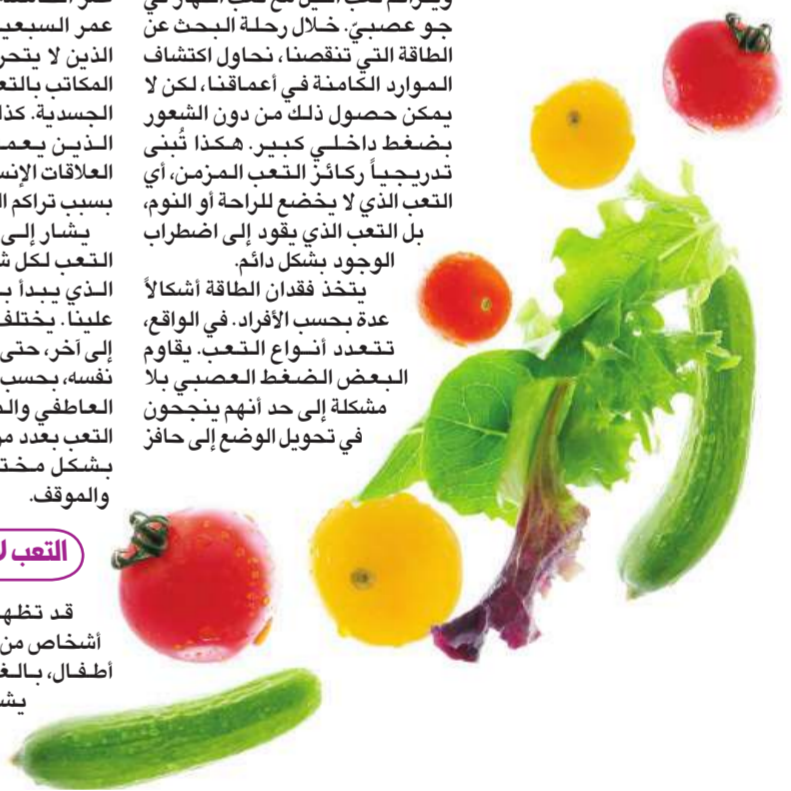 جو عصبيّ. خلال رحلة البحث عن
الطاقة التي تنقصنا، نحاول اكتشاف
الموارد الكامنة في أعماقنا، لكن لا
يمكن حصول ذلك من دون الشعور
بضغط داخلي كبير. هكذا تُبنى
تدريجياً ركائز التعب المزمن، أي
التعب الذي لا يخضع للراحة أو النوم،
بل التعب الذي يقود إلى اضطراب
الوجود بشكل دائم.
يتخذ فقدان الطاقة أشكالاً
عدة بحسب الأفراد. في الواقع،
تتعدد أنواع التعب. يقاوم
البعض الضغط العصبي بلا
مشكلة إلى حد أنهم ينجحون
في تحويل الوضع إلى حافز
عمر السبعي
الذين لا يتحر
المكاتب بالتع
الجسدية. كذ
الذين يعم
العلاقات الإنس
بسبب تراكم ا
يشار إلى
التعب لكل ش
الذي يبدأ ب
علينا. يختلف
إلى آخر، حتى
نفسه، بحسب
العاطفي وال
التعب بعدد م
بشكل مخت
والموقف.
التعب لا
قد تظه
أشخاص من
أطفال، بالغ
يش